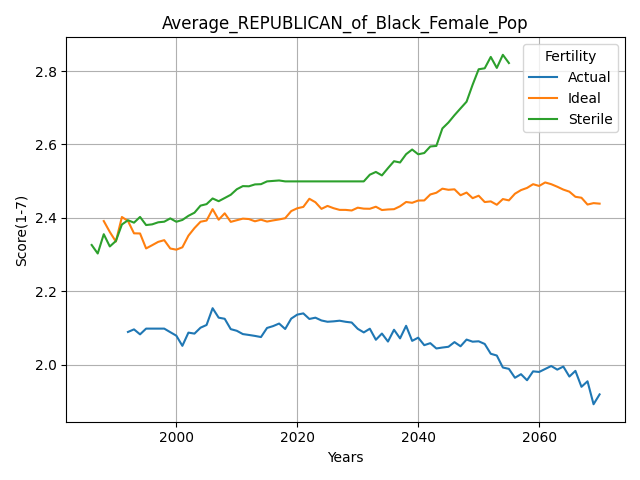 Average_REPUBLICAN_of_Black_Female_Pop
Score(1-7)
2.8
2.6
2.4
2.2
2.0
2000
2020
2040
2060
Years
Fertility
Actual
Ideal
Sterile